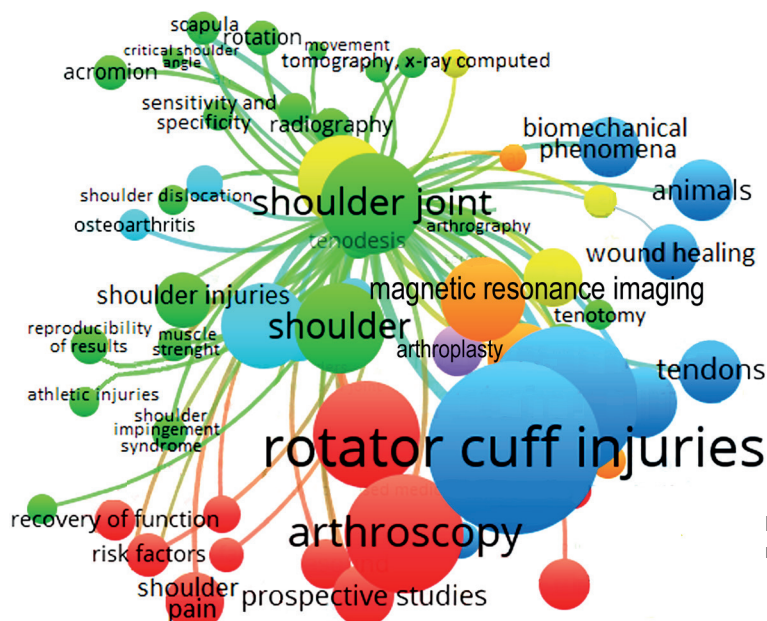 scapula
rotation
critical shoulder
angle
movement
tomography, x-ray computed
acromion
sensitivity and
specificity
radiography
biomechanical
phenomena
shoulder dislocation
shoulder joint
animals
osteoarthritis
arthrography
tenodesis
wound healing
shoulder injuries
magnetic resonance imaging
reproducibility
of results
muscle
strenght
shoulder
tenotomy
arthroplasty
tendons
athletic injuries
shoulder
impingement
syndrome
rotator cuff injuries
recovery of function
arthroscopy
risk factors
shoulder
pain
prospective studies